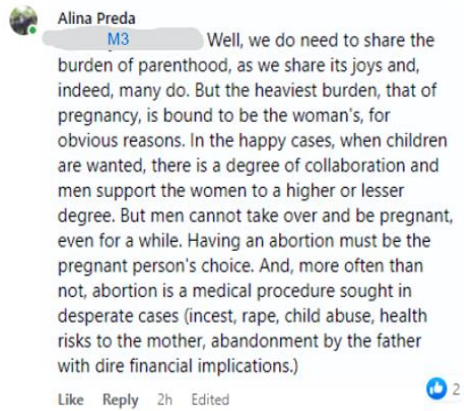 Alina Preda
M3 Well, we do need to share the
burden of parenthood, as we share its joys and,
indeed, many do. But the heaviest burden, that of
pregnancy, is bound to be the woman's, for
obvious reasons. In the happy cases, when children
are wanted, there is a degree of collaboration and
men support the women to a higher or lesser
degree. But men cannot take over and be pregnant,
even for a while. Having an abortion must be the
pregnant person's choice. And, more often than
not, abortion is a medical procedure sought in
desperate cases (incest, rape, child abuse, health
risks to the mother, abandonment by the father
with dire financial implications.)
Like Reply 2h Edited 2